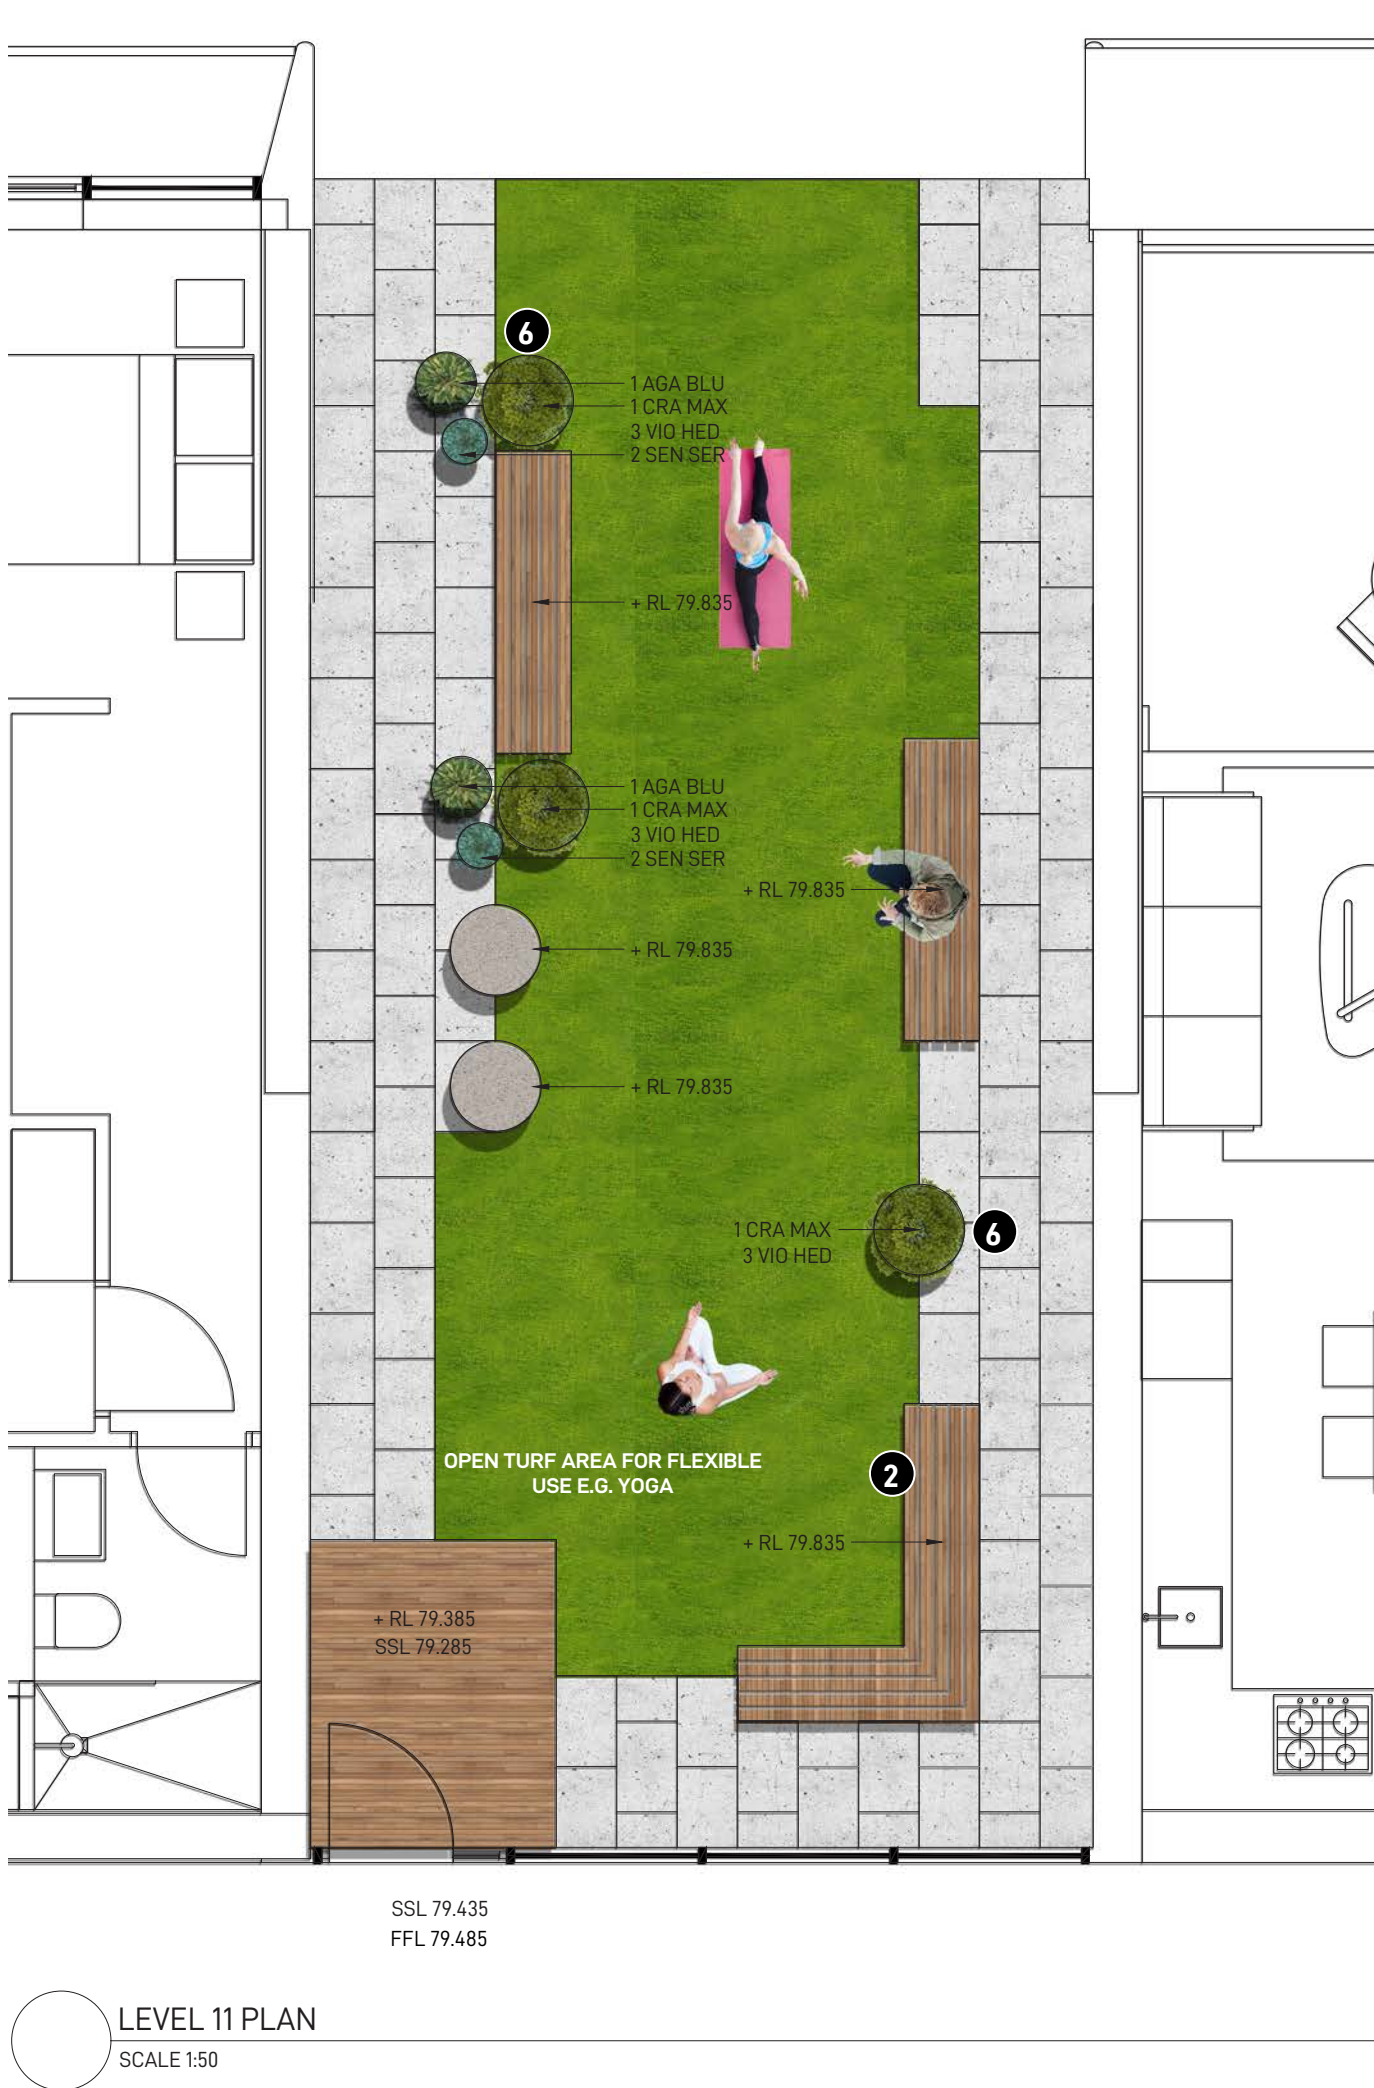 6
1 AGA BLU
1 CRA MAX
3 VIO HED
2 SEN SER
+ RL 79.835
1 AGA BLU
1 CRA MAX
3 VIO HED
2 SEN SER
+ RL 79.835
+ RL 79.835
+ RL 79.835
1 CRA MAX
3 VIO HED
6
OPEN TURF AREA FOR FLEXIBLE
USE E.G. YOGA
2
+ RL 79.835
+ RL 79.385
SSL 79.285
SSL 79.435
FFL 79.485
LEVEL 11 PLAN
SCALE 1:50